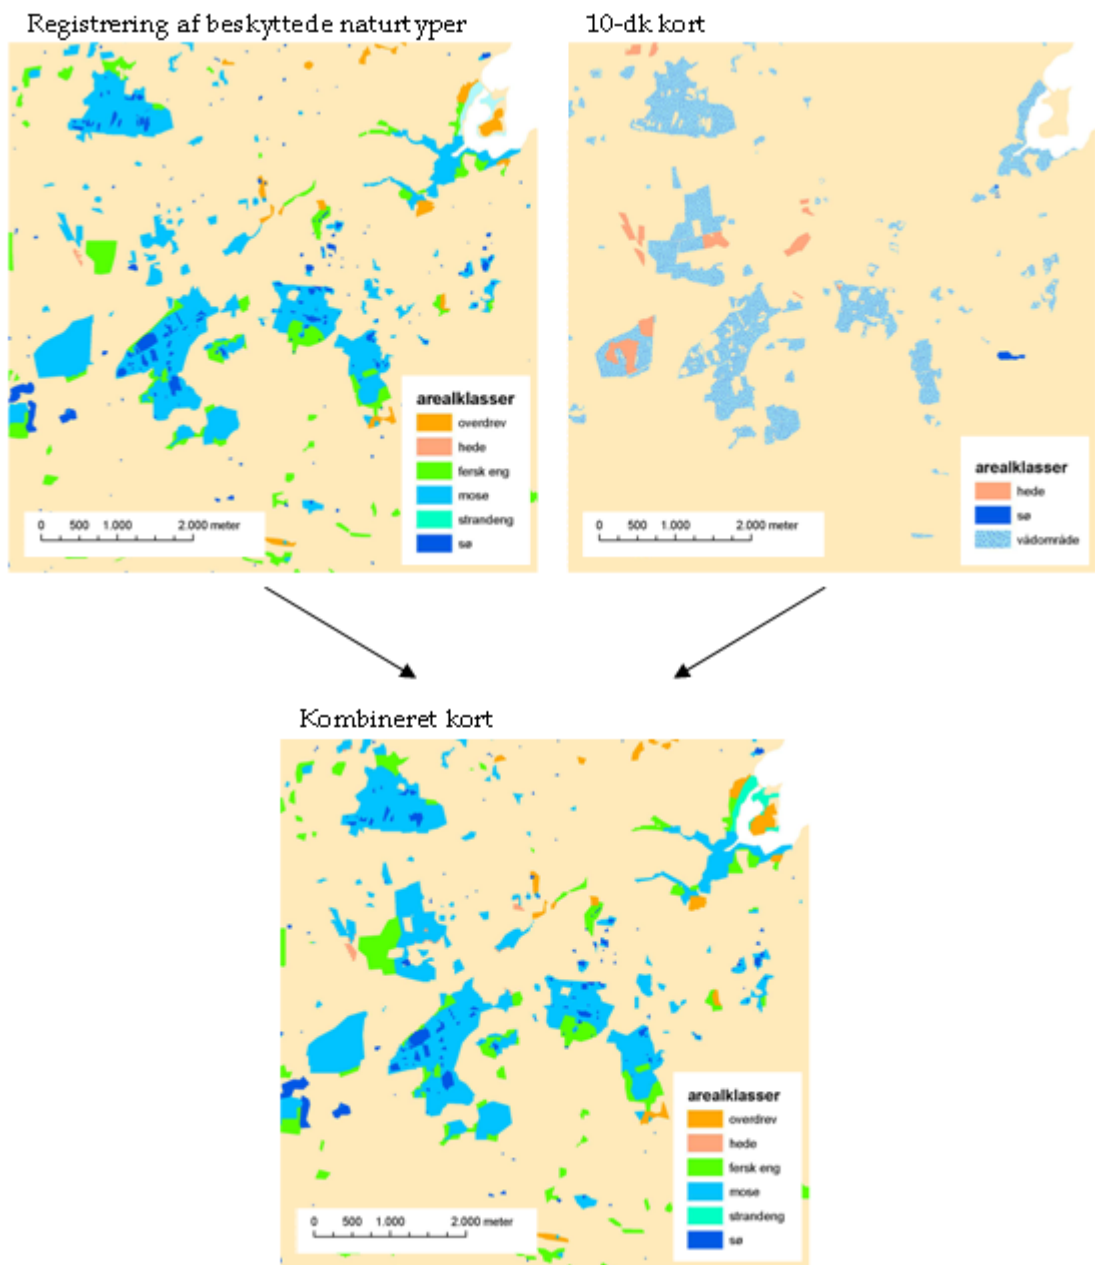 Registrering af beskyttede naturtyper
10-dk kort
arealklasser
overdrev
hede
fersk eng
mose
strandeng
sø
0 500 1.000 2.000 meter
arealklasser
hede
sø
vådområde
0 500 1.000 2.000 meter
Kombineret kort
arealklasser
overdrev
hede
fersk eng
mose
strandeng
sø
0 500 1.000 2.000 meter